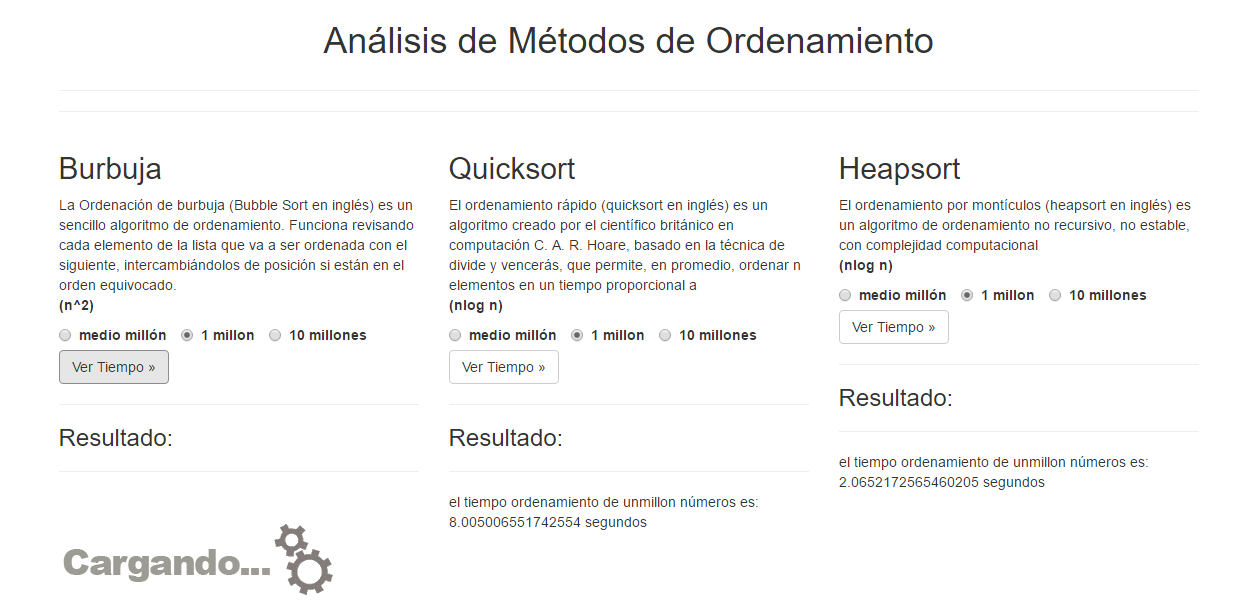 Análisis de Métodos de Ordenamiento
Burbuja
La Ordenación de burbuja (Bubble Sort en inglés) es un
sencillo algoritmo de ordenamiento. Funciona revisando
cada elemento de la lista que va a ser ordenada con el
siguiente, intercambiándolos de posición si están en el
orden equivocado.
(n^2)
medio millón 1 millon 10 millones
Ver Tiempo »
Resultado:
Cargando...
Quicksort
El ordenamiento rápido (quicksort en inglés) es un
algoritmo creado por el científico británico en
computación C. A. R. Hoare, basado en la técnica de
divide y vencerás, que permite, en promedio, ordenar n
elementos en un tiempo proporcional a
(nlog n)
medio millón 1 millon 10 millones
Ver Tiempo »
Resultado:
el tiempo ordenamiento de unmillon números es:
8.005006551742554 segundos
Heapsort
El ordenamiento por montículos (heapsort en inglés) es
un algoritmo de ordenamiento no recursivo, no estable,
con complejidad computacional
(nlog n)
medio millón 1 millon 10 millones
Ver Tiempo »
Resultado:
el tiempo ordenamiento de unmillon números es:
2.0652172565460205 segundos